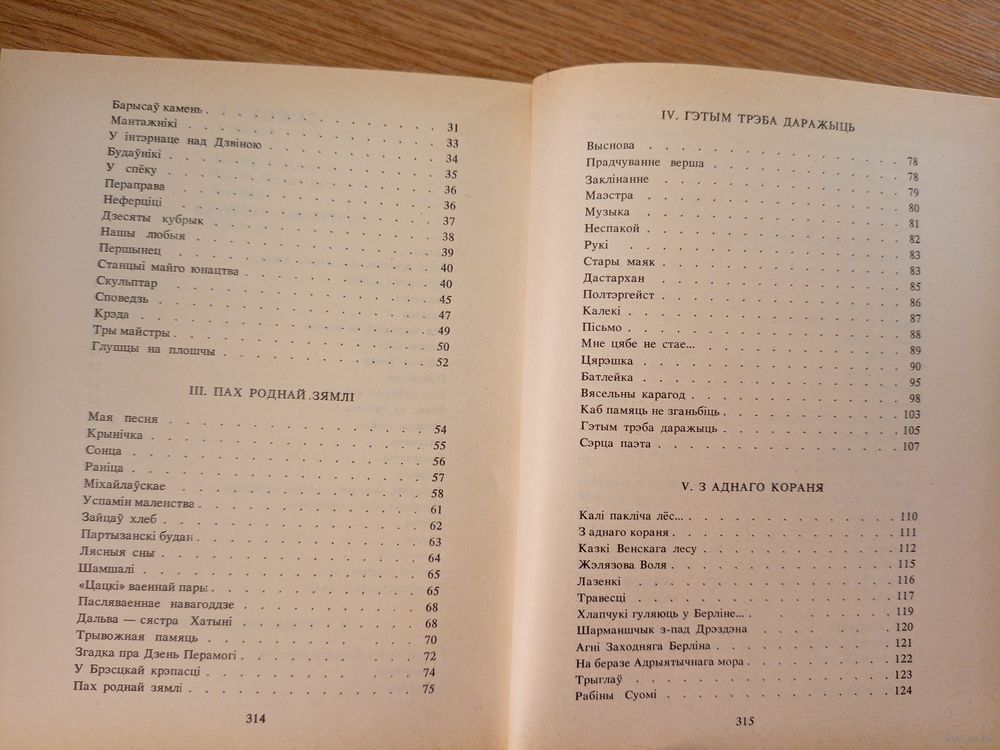 Барысаў камень . . . . . . . . . . 31
Мантажнікі . . . . . . . . . . 33
У інтэрнаце над Дзвіною . . . . . . . . . . 34
Будаўнікі . . . . . . . . . . 35
У спёку . . . . . . . . . . 36
Пераправа . . . . . . . . . . 36
Неферціці . . . . . . . . . . 37
Дзесяты кубрык . . . . . . . . . . 38
Нашы любыя . . . . . . . . . . 39
Першынец . . . . . . . . . . 40
Станцыі майго юнацтва . . . . . . . . . . 40
Скульптар . . . . . . . . . . 45
Споведзь . . . . . . . . . . 47
Крэда . . . . . . . . . . 49
Тры майстры . . . . . . . . . . 50
Глушцы на плошчы . . . . . . . . . . 52
III. ПАХ РОДНАЙ ЗЯМЛІ
Мая песня . . . . . . . . . . 54
Крынічка . . . . . . . . . . 55
Сонца . . . . . . . . . . 56
Раніца . . . . . . . . . . 57
Міхайлаўскае . . . . . . . . . . 58
Успамін маленства . . . . . . . . . . 61
Зайцаў хлеб . . . . . . . . . . 62
Партызанскі будан . . . . . . . . . . 63
Лясныя сны . . . . . . . . . . 64
Шамшалі . . . . . . . . . . 65
«Цацкі» ваеннай пары . . . . . . . . . . 65
Пасляваеннае навагоддзе . . . . . . . . . . 68
Дальва — сястра Хатыні . . . . . . . . . . 68
Трывожная памяць . . . . . . . . . . 70
Згадка пра Дзень Перамогі . . . . . . . . . . 72
У Брэсцкай крэпасці . . . . . . . . . . 74
Пах роднай зямлі . . . . . . . . . . 75
314
IV. ГЭТЫМ ТРЭБА ДАРАЖЫЦЬ
Выснова . . . . . . . . . . 78
Прадчуванне верша . . . . . . . . . . 78
Заклінанне . . . . . . . . . . 79
Маэстра . . . . . . . . . . 80
Музыка . . . . . . . . . . 81
Неспакой . . . . . . . . . . 82
Рукі . . . . . . . . . . 83
Стары маяк . . . . . . . . . . 83
Дастархан . . . . . . . . . . 85
Полтэргейст . . . . . . . . . . 86
Калекі . . . . . . . . . . 87
Пісьмо . . . . . . . . . . 88
Мне цябе не стае... . . . . . . . . . . 89
Цярэшка . . . . . . . . . . 90
Батлейка . . . . . . . . . . 95
Вясельны карагод . . . . . . . . . . 98
Каб памяць не зганьбіць . . . . . . . . . . 103
Гэтым трэба даражыць . . . . . . . . . . 105
Сэрца паэта . . . . . . . . . . 107
V. З АДНАГО КОРАНЯ
Калі пакліча лёс... . . . . . . . . . . 110
З аднаго кораня . . . . . . . . . . 111
Казкі Венскага лесу . . . . . . . . . . 112
Жэлязова Воля . . . . . . . . . . 115
Лазенкі . . . . . . . . . . 116
Травесці . . . . . . . . . . 117
Хлапчукі гуляюць у Берліне... . . . . . . . . . . 119
Шарманшчык з-пад Дрэздэна . . . . . . . . . . 120
Агні Заходняга Берліна . . . . . . . . . . 121
На беразе Адрыятычнага мора . . . . . . . . . . 122
Трыглаў . . . . . . . . . . 123
Рабіны Суомі . . . . . . . . . . 124
315